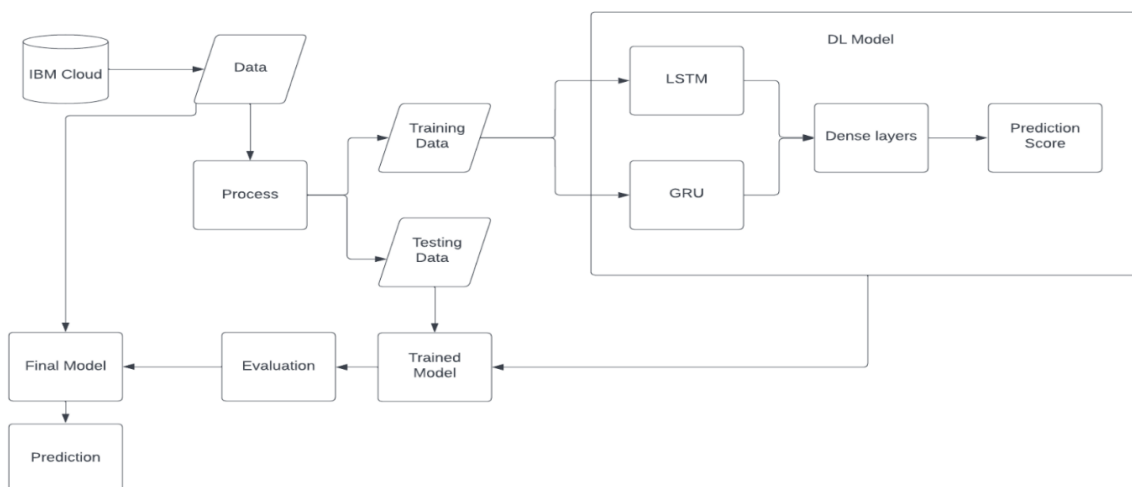 DL Model
IBM Cloud
Data
LSTM
Training
Data
Dense layers
Prediction
Score
Process
GRU
Testing
Data
Final Model
Evaluation
Trained
Model
Prediction